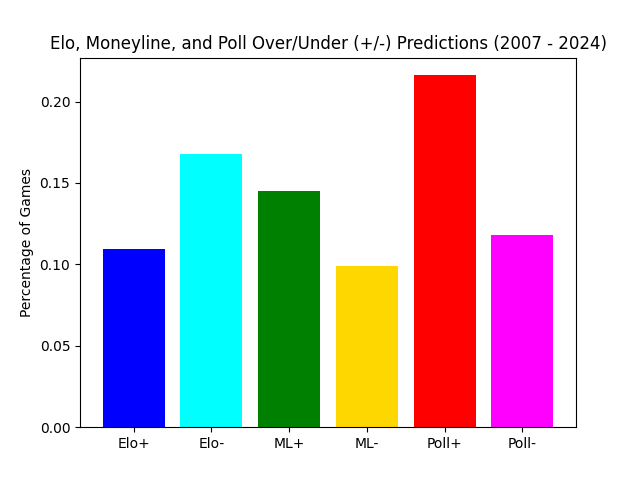 Elo, Moneyline, and Poll Over/Under (+/-) Predictions (2007 - 2024)
Percentage of Games
0.20
0.15
0.10
0.05
0.00
Elo+ Elo- ML+ ML- Poll+ Poll-